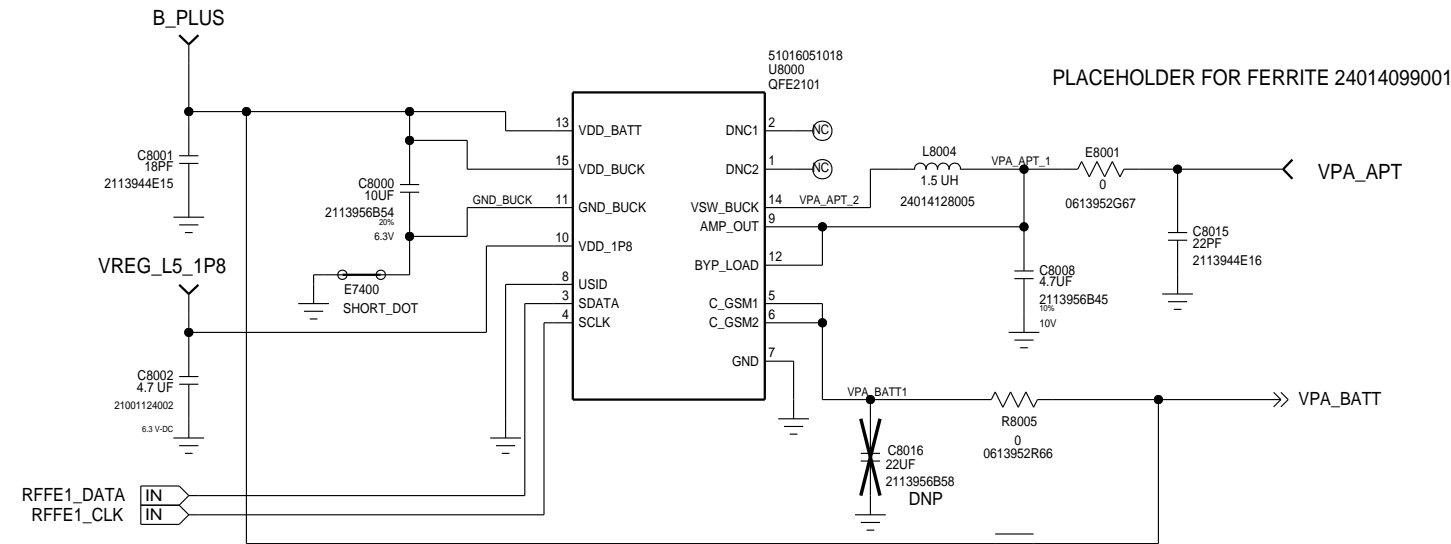 B_PLUS
51016051018
U8000
QFE2101
PLACEHOLDER FOR FERRITE 24014099001
13 VDD_BATT
DNC1 2 NC
C8001
18PF
2113944E15
15 VDD_BUCK
DNC2 1 NC
C8000
10UF
2113956B54
20%
6.3V
GND_BUCK 11 GND_BUCK
VSW_BUCK 14 VPA_APT_2
L8004
1.5 UH
24014128005
VPA_APT_1
E8001
0
0613952G67
VPA_APT
AMP_OUT 9
10 VDD_1P8
BYP_LOAD 12
C8015
22PF
2113944E16
VREG_L5_1P8
E7400
SHORT_DOT
8 USID
3 SDATA
4 SCLK
C_GSM1 5
C_GSM2 6
GND 7
C8008
4.7UF
2113956B45
10%
10V
C8002
4.7 UF
21001124002
6.3 V-DC
VPA_BATT1
R8005
0
0613952R66
VPA_BATT
C8016
22UF
2113956B58
DNP
RFFE1_DATA IN
RFFE1_CLK IN